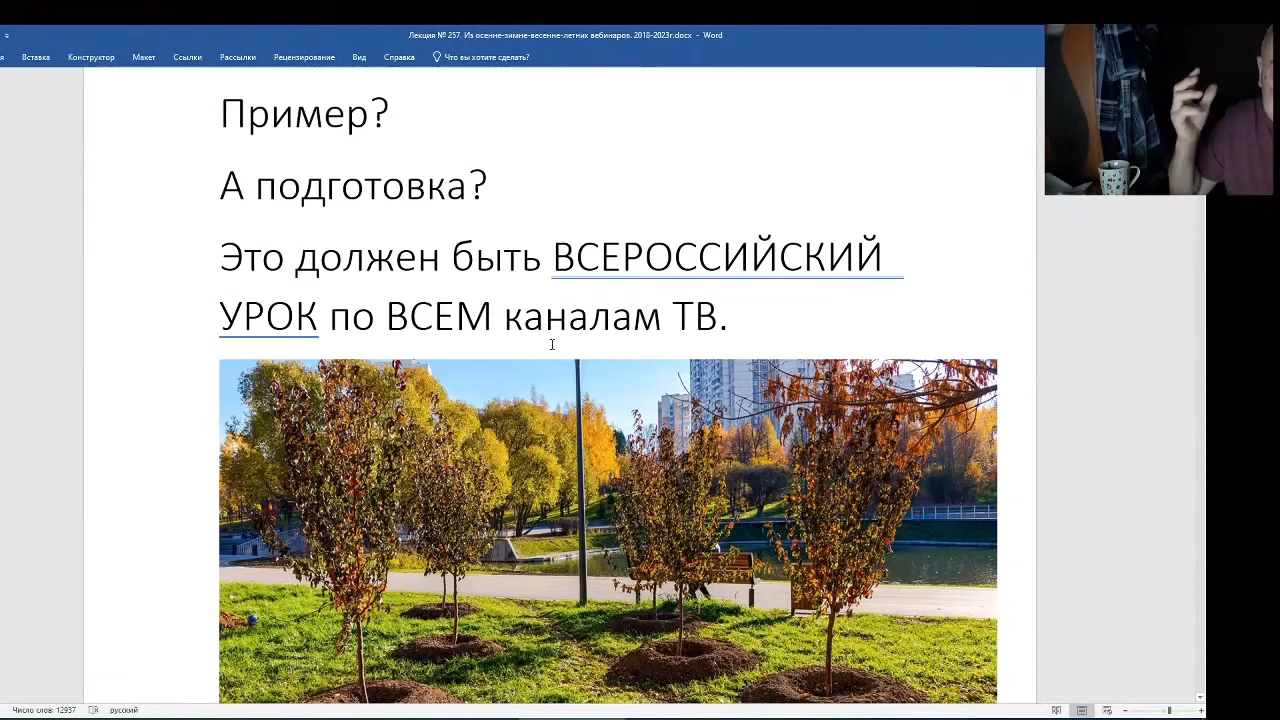 Лекция № 257. Из осенне-зимне-весенне-летних вебинаров. 2018-2023г.docx - Word
Вставка Конструктор Макет Ссылки Рассылки Рецензирование Вид Справка Что вы хотите сделать?
Пример?
А подготовка?
Это должен быть ВСЕРОССИЙСКИЙ
УРОК по ВСЕМ каналам ТВ.
Число слов: 12937 русский